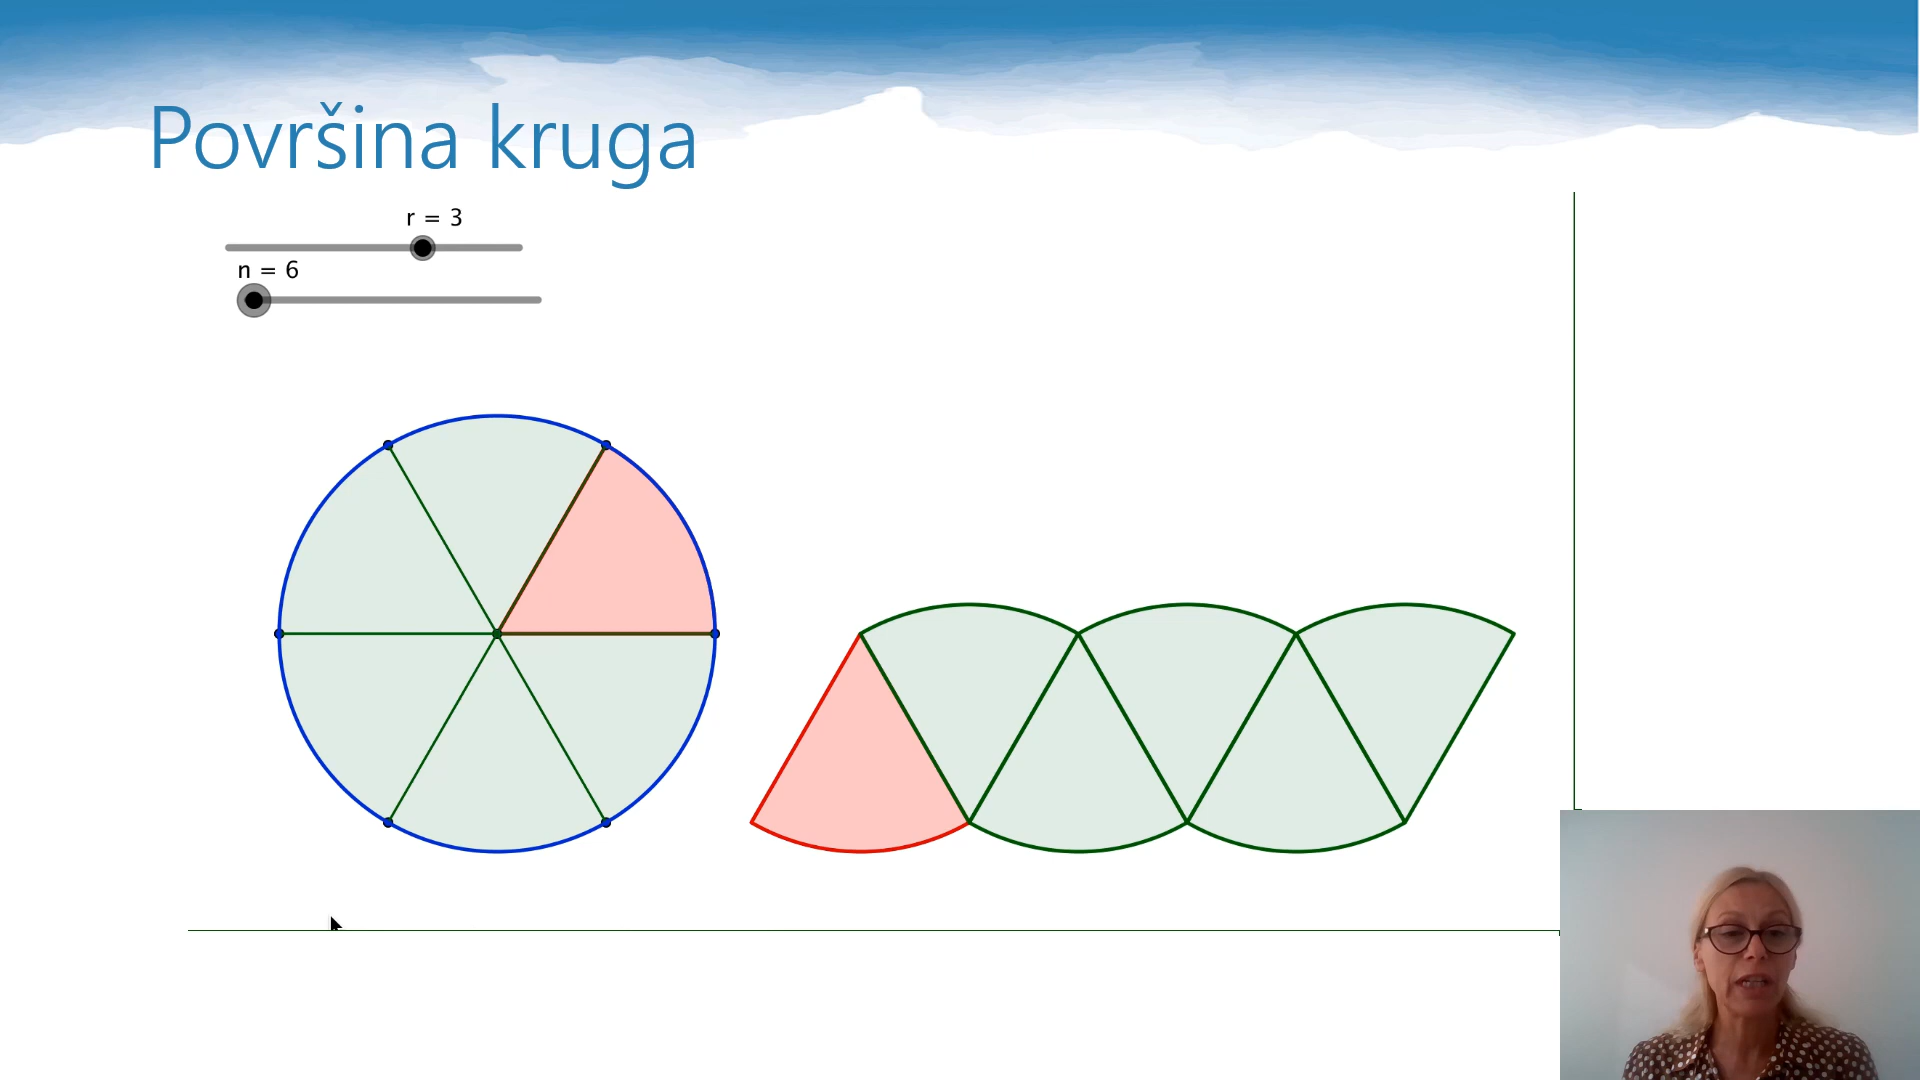 Površina kruga
r = 3
n = 6